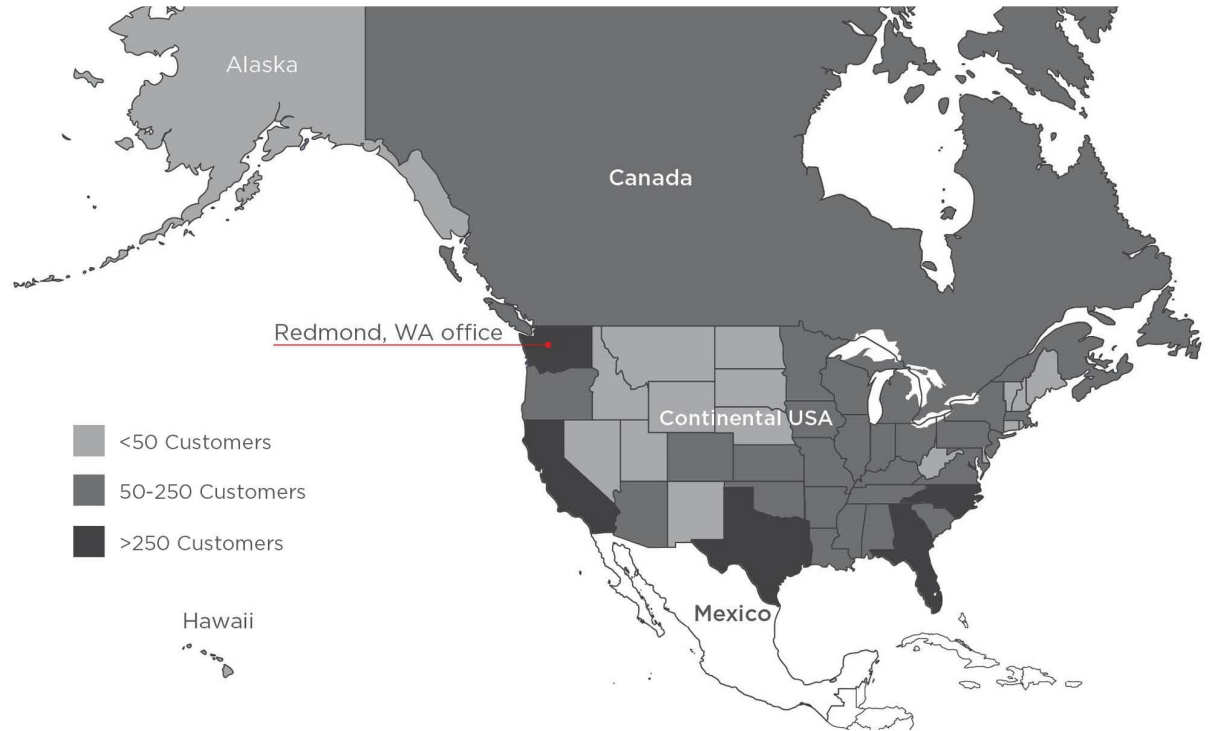 Alaska
Canada
Redmond, WA office
Continental USA
<50 Customers
50-250 Customers
>250 Customers
Hawaii
Mexico